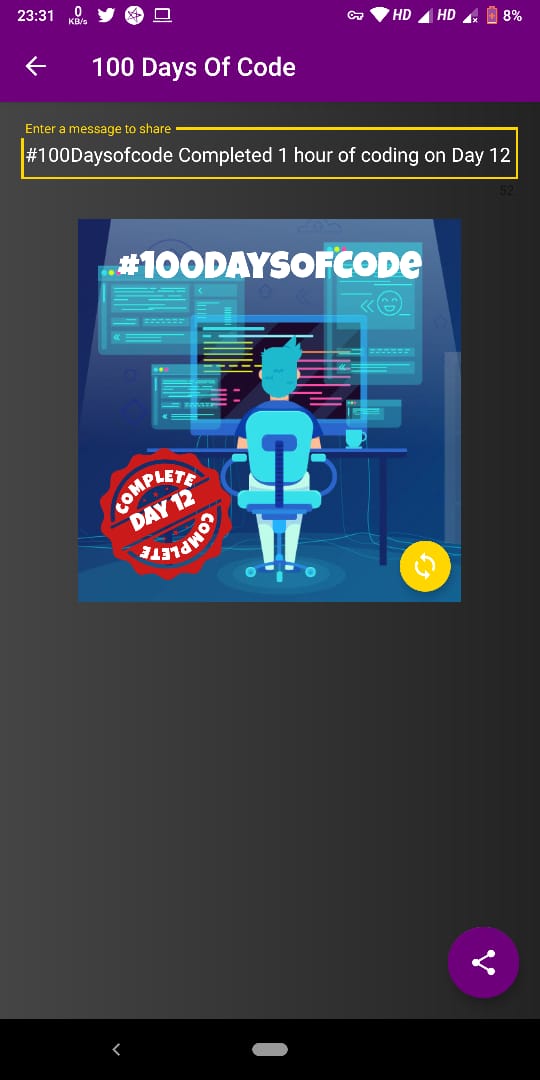 23:31 0 KB/s HD HD 8%
100 Days Of Code
Enter a message to share
#100Daysofcode Completed 1 hour of coding on Day 12
52
#100DAYSOFCODE
COMPLETE
DAY 12
COMPLETE